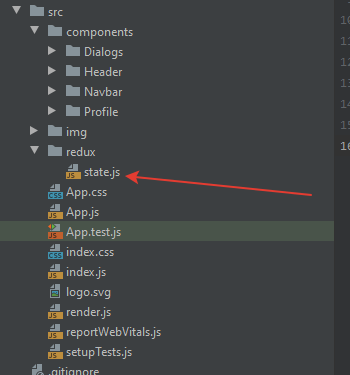 src
components
Dialogs
Header
Navbar
Profile
img
redux
state.js
App.css
App.js
App.test.js
index.css
index.js
logo.svg
render.js
reportWebVitals.js
setupTests.js
.gitignore